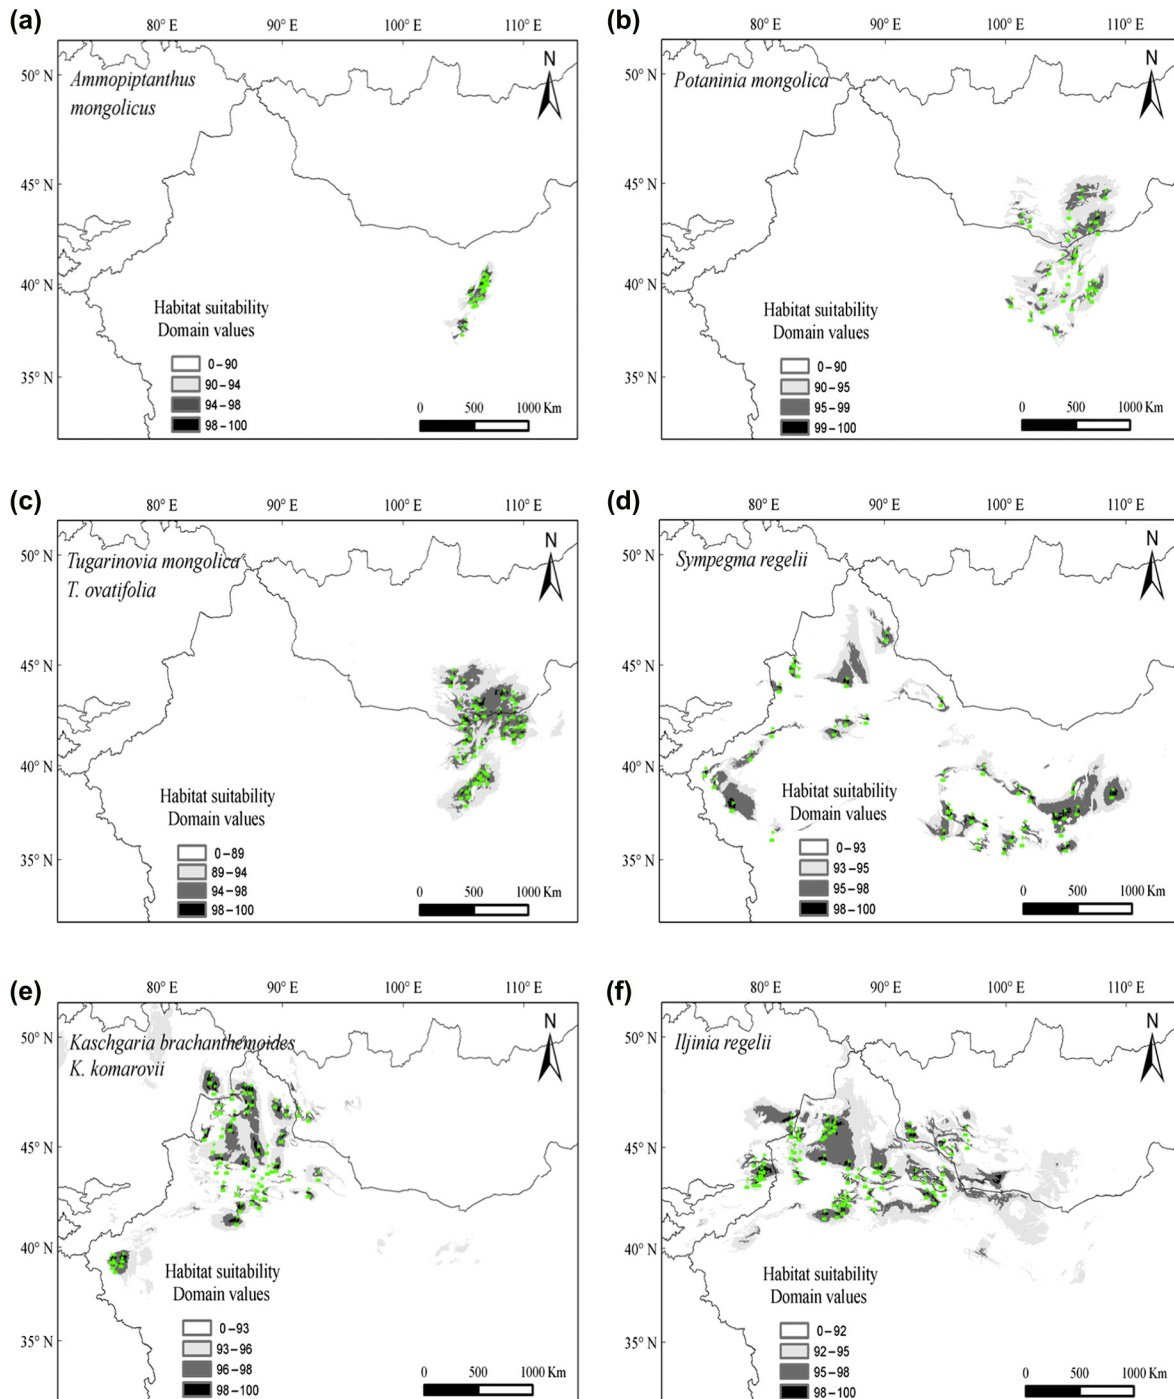 (a)
80° E 90° E 100° E 110° E
50° N
45° N
40° N
35° N
Ammopiptanthus
mongolicus
N
Habitat suitability
Domain values
0–90
90–94
94–98
98–100
0 500 1000 Km
(b)
80° E 90° E 100° E 110° E
50° N
45° N
40° N
35° N
Potaninia mongolica
N
Habitat suitability
Domain values
0–90
90–95
95–99
99–100
0 500 1000 Km
(c)
80° E 90° E 100° E 110° E
50° N
45° N
40° N
35° N
Tugarinovia mongolica
T. ovatifolia
N
Habitat suitability
Domain values
0–89
89–94
94–98
98–100
0 500 1000 Km
(d)
80° E 90° E 100° E 110° E
50° N
45° N
40° N
35° N
Sympegma regelii
N
Habitat suitability
Domain values
0–93
93–95
95–98
98–100
0 500 1000 Km
(e)
80° E 90° E 100° E 110° E
50° N
45° N
40° N
35° N
Kaschgaria brachanthemoides
K. komarovii
N
Habitat suitability
Domain values
0–93
93–96
96–98
98–100
0 500 1000 Km
(f)
80° E 90° E 100° E 110° E
50° N
45° N
40° N
35° N
Iljinia regelii
N
Habitat suitability
Domain values
0–92
92–95
95–98
98–100
0 500 1000 Km